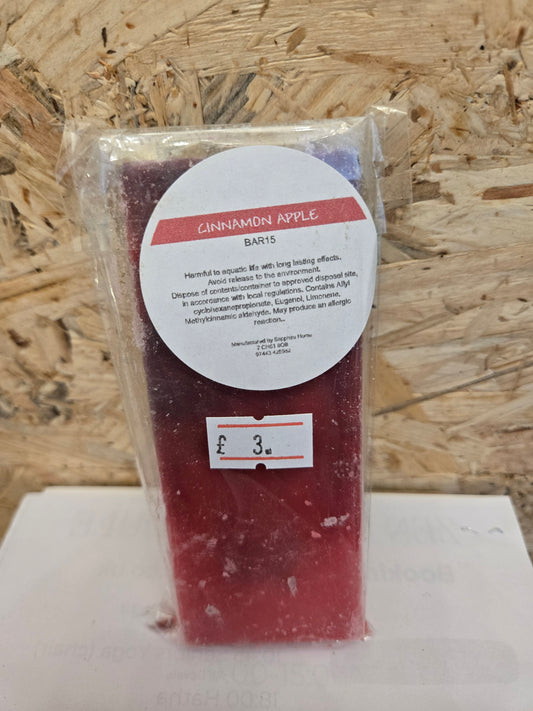 CINNAMON APPLE
BAR15
Harmful to aquatic life with long lasting effects.
Avoid release to the environment.
Dispose of contents/container to approved disposal site,
in accordance with local regulations. Contains Allyl
cyclohexanepropionate, Eugenol, Limonene,
Methylcinnamic aldehyde. May produce an allergic
reaction..
Manufactured by Sapphire Home
£ 3.